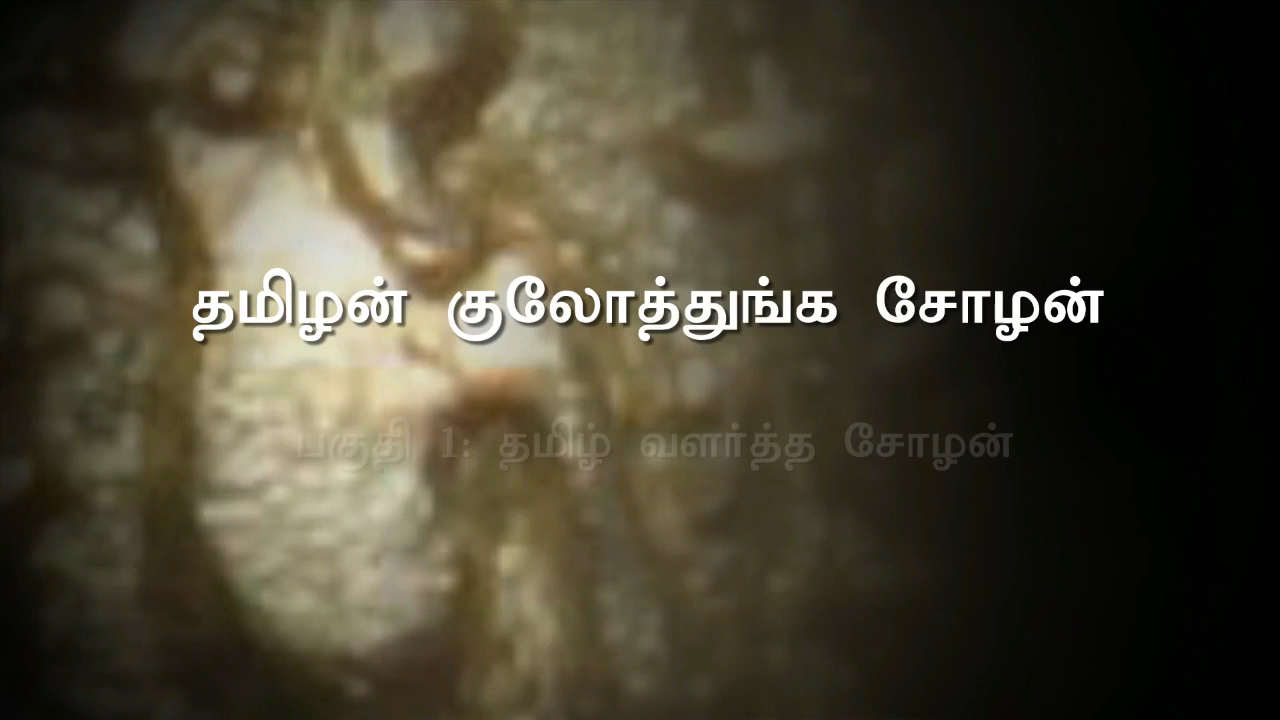 தமிழன் குலோத்துங்க சோழன்
பகுதி 1: தமிழ் வளர்த்த சோழன்